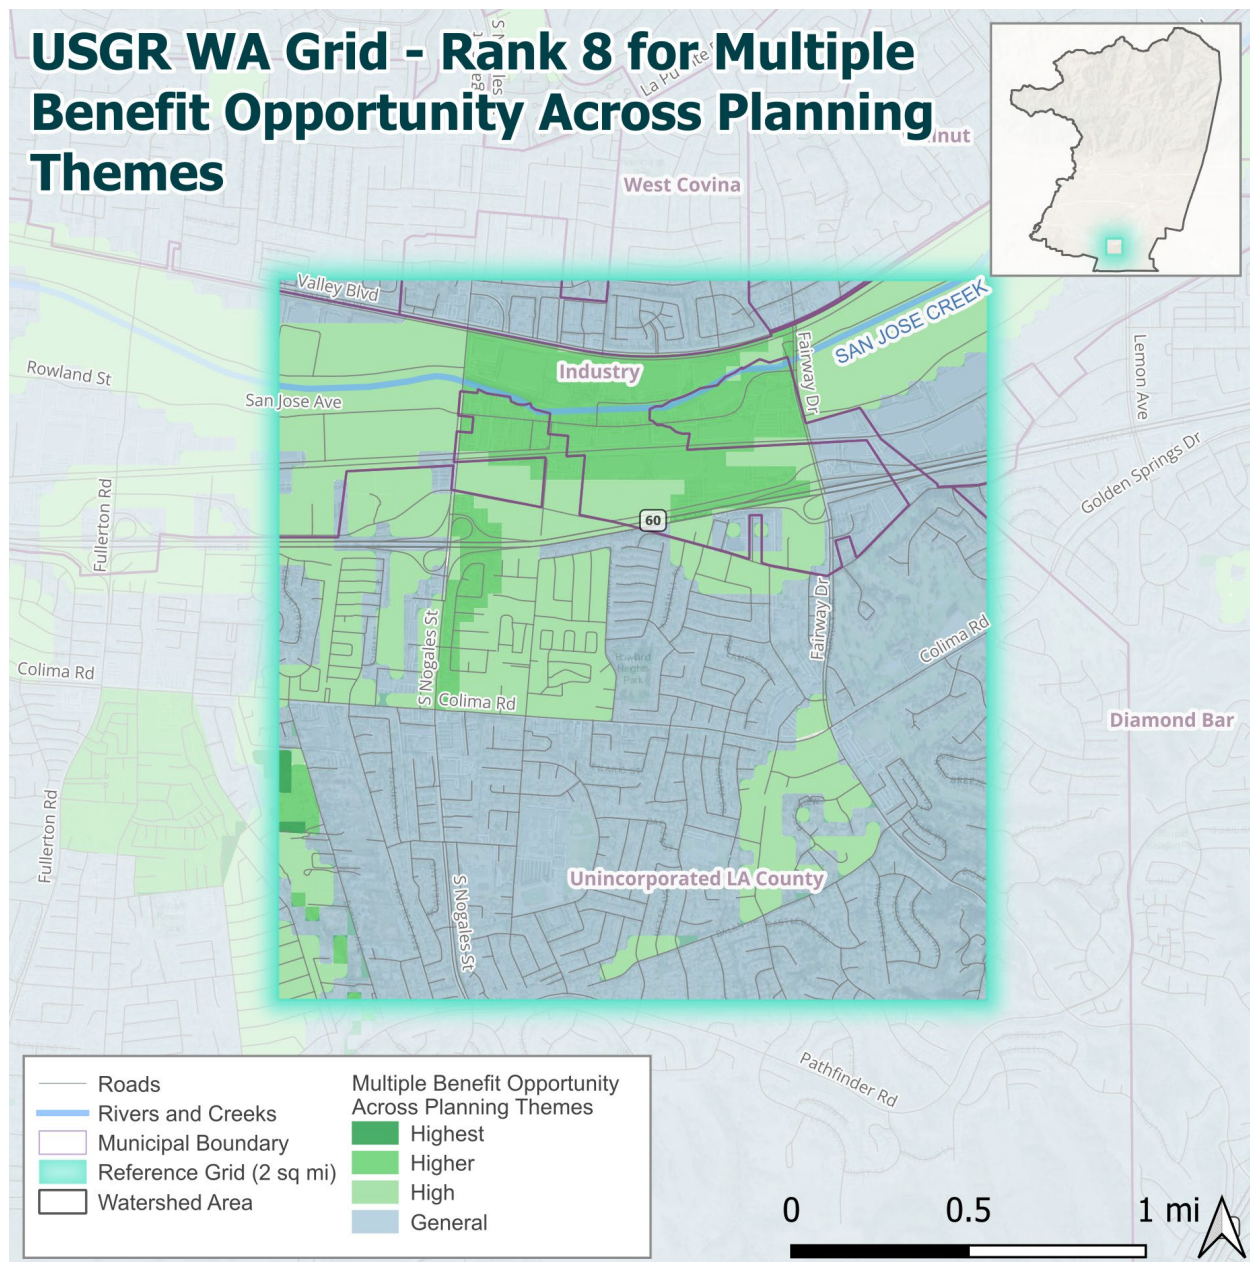 USGR WA Grid - Rank 8 for Multiple
Benefit Opportunity Across Planning
Themes
West Covina
Valley Blvd
SAN JOSE CREEK
Industry
Fairway Dr
Lemon Ave
Rowland St
San Jose Ave
Golden Springs Dr
Fullerton Rd
60
Fairway Dr
Colima Rd
S Nogales St
Rowland
Heights
Park
Colima Rd
Colima Rd
Diamond Bar
Fullerton Rd
Unincorporated LA County
S Nogales St
Pathfinder Rd
Roads
Rivers and Creeks
Municipal Boundary
Reference Grid (2 sq mi)
Watershed Area
Multiple Benefit Opportunity
Across Planning Themes
Highest
Higher
High
General
0 0.5 1 mi